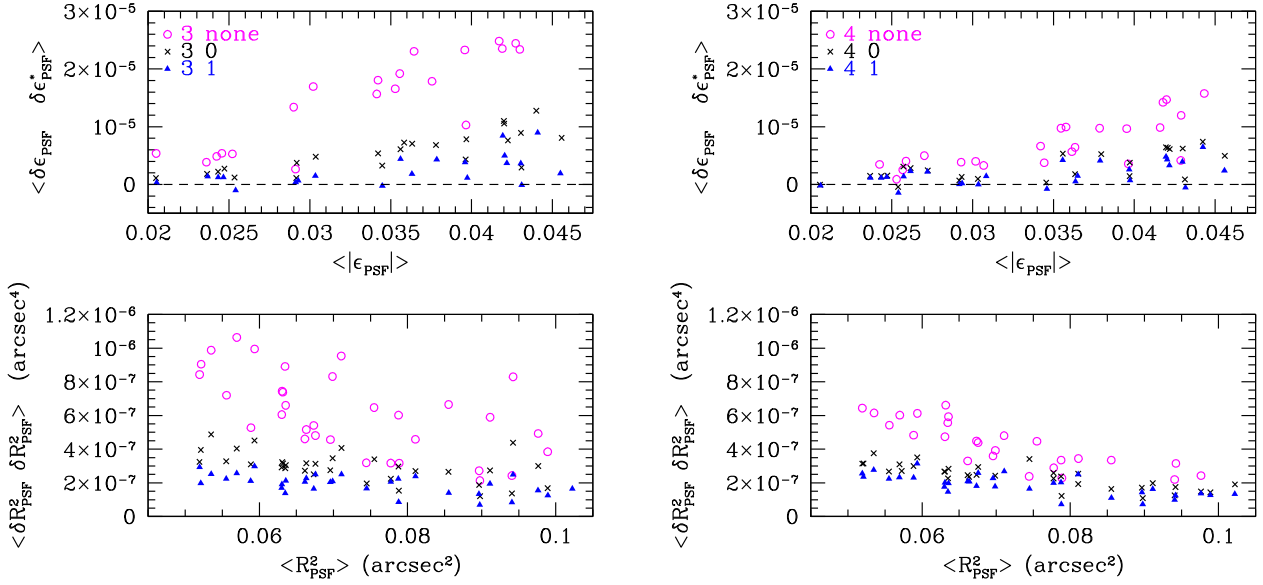 3×10⁻⁵
2×10⁻⁵
10⁻⁵
0
<δϵ_PSF δϵ*_PSF>
3 none
3 0
3 1
0.02 0.025 0.03 0.035 0.04 0.045
<|ϵ_PSF|>
3×10⁻⁵
2×10⁻⁵
10⁻⁵
0
<δϵ_PSF δϵ*_PSF>
4 none
4 0
4 1
0.02 0.025 0.03 0.035 0.04 0.045
<|ϵ_PSF|>
1.2×10⁻⁶
10⁻⁶
8×10⁻⁷
6×10⁻⁷
4×10⁻⁷
2×10⁻⁷
0
<δR²_PSF δR²_PSF> (arcsec⁴)
0.06 0.08 0.1
<R²_PSF> (arcsec²)
1.2×10⁻⁶
10⁻⁶
8×10⁻⁷
6×10⁻⁷
4×10⁻⁷
2×10⁻⁷
0
<δR²_PSF δR²_PSF> (arcsec⁴)
0.06 0.08 0.1
<R²_PSF> (arcsec²)